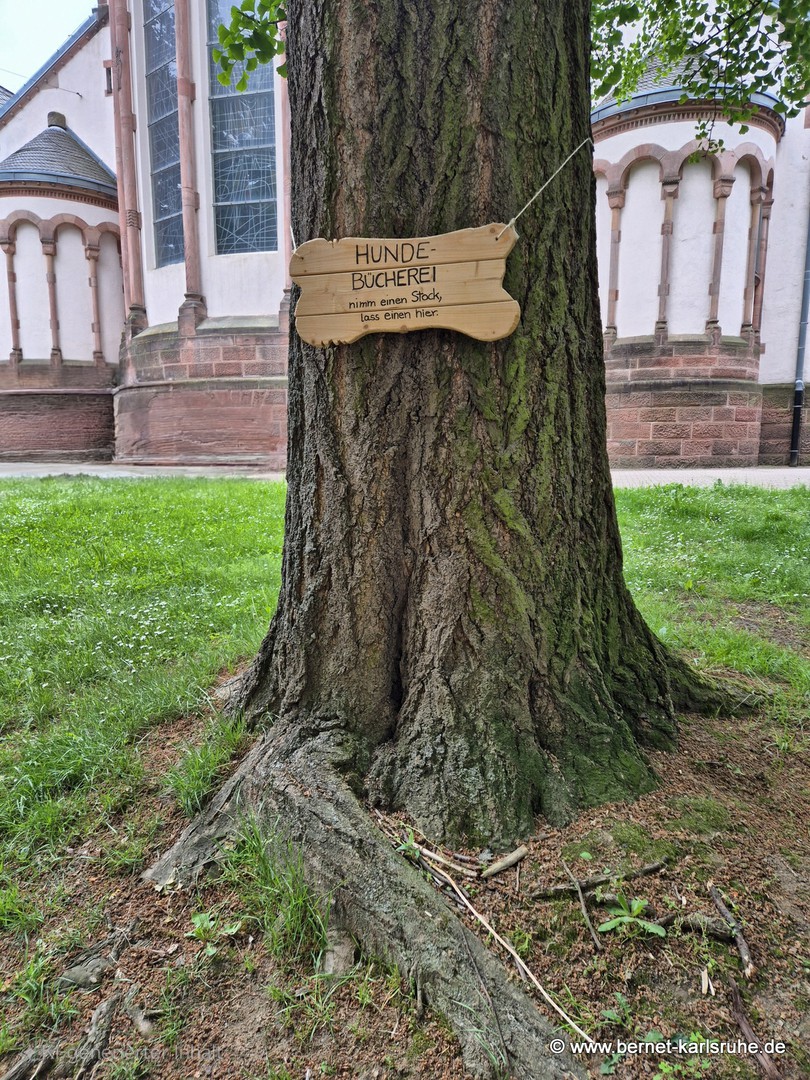 HUNDE-
BÜCHEREI
nimm einen Stock,
lass einen hier.
© www.bernet-karlsruhe.de